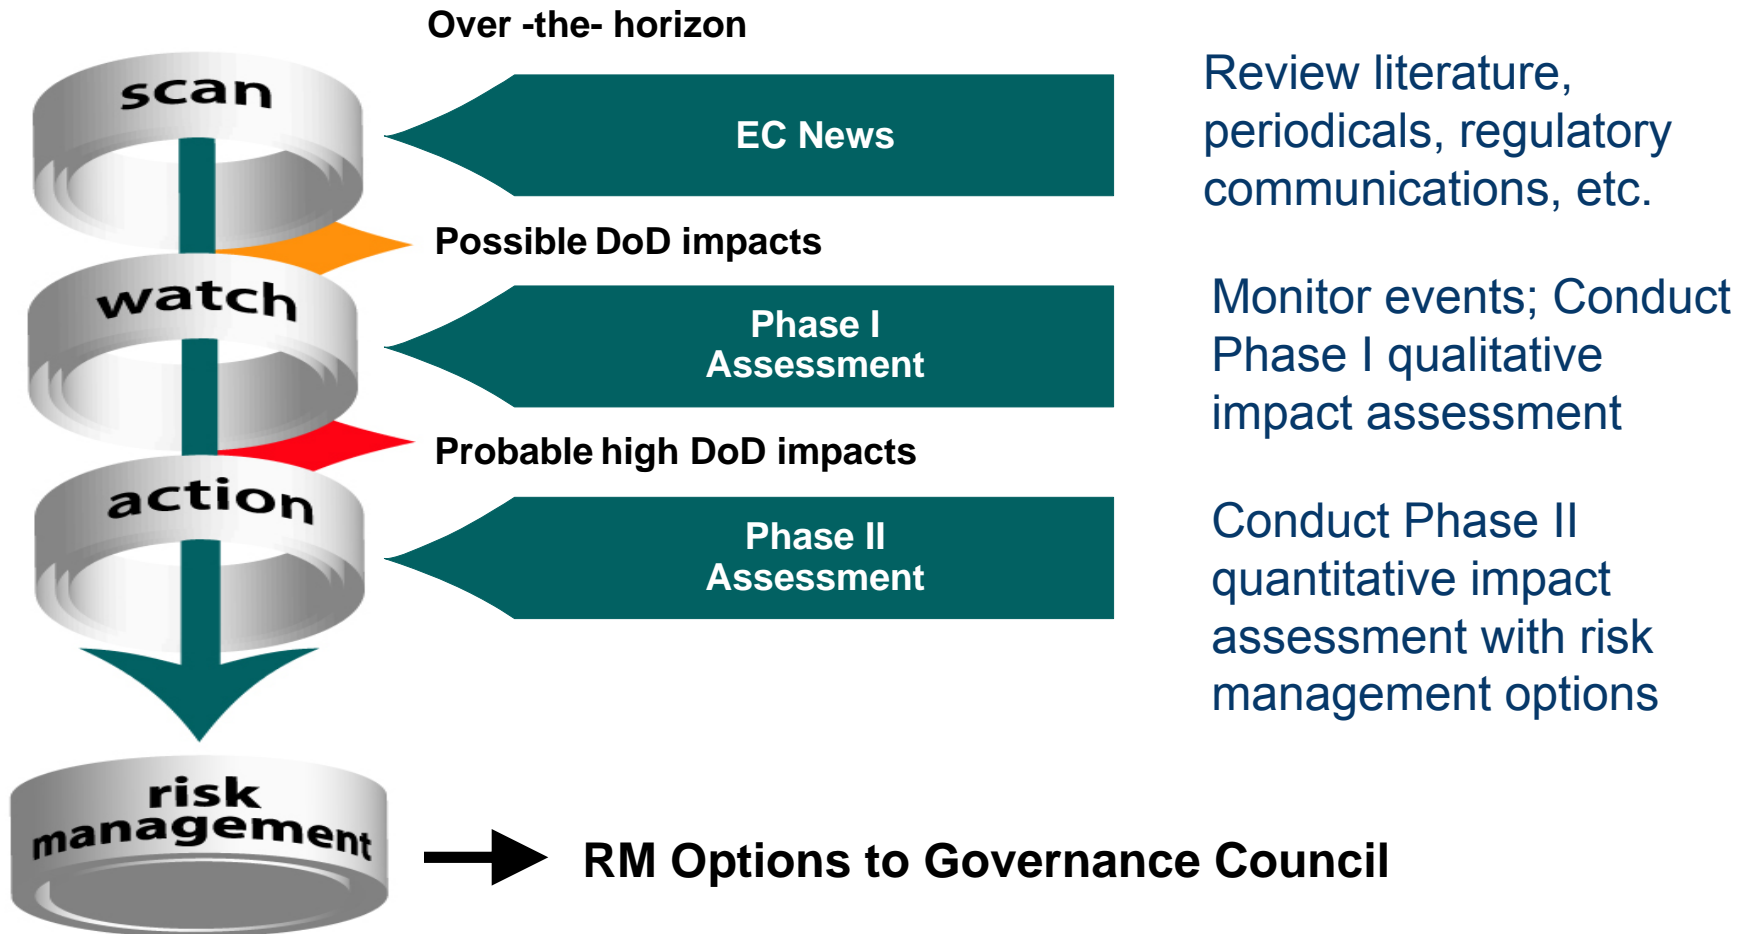 Over -the- horizon
scan
EC News
Review literature,
periodicals, regulatory
communications, etc.
Possible DoD impacts
watch
Phase I
Assessment
Monitor events; Conduct
Phase I qualitative
impact assessment
Probable high DoD impacts
action
Phase II
Assessment
Conduct Phase II
quantitative impact
assessment with risk
management options
risk
management
RM Options to Governance Council